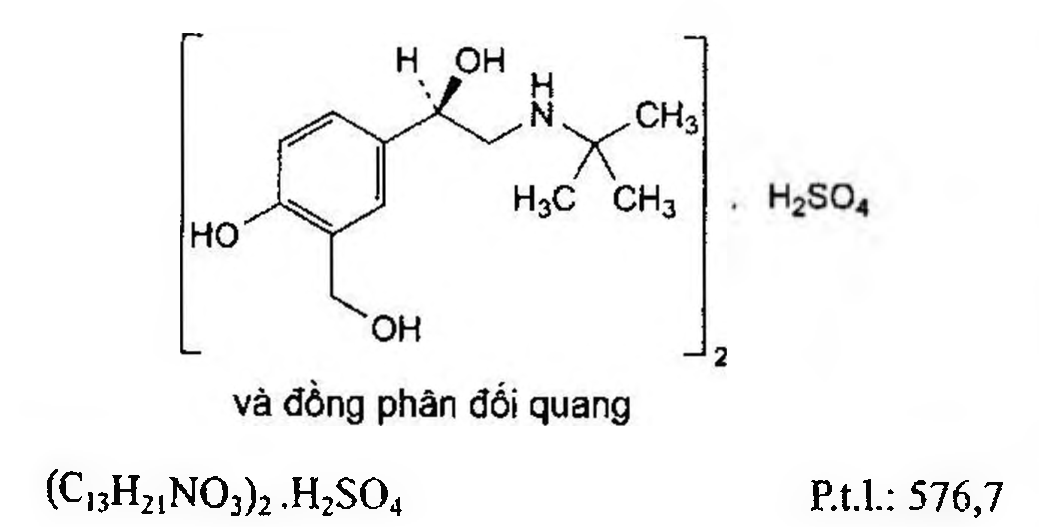 H OH
H
N
CH₃
H₃C CH₃
. H₂SO₄
HO
OH
2
và đồng phân đối quang
(C₁₃H₂₁NO₃)₂.H₂SO₄ P.t.l.: 576,7